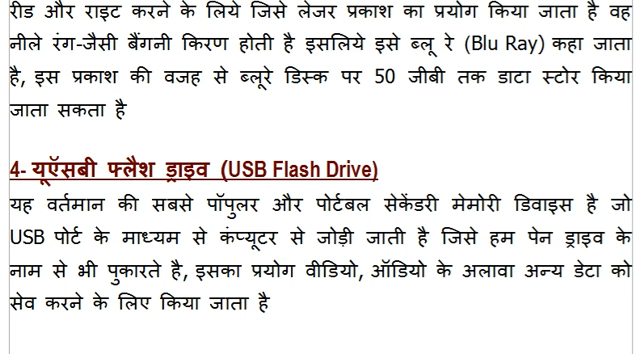 रीड और राइट करने के लिये जिसे लेजर प्रकाश का प्रयोग किया जाता है वह
नीले रंग-जैसी बैंगनी किरण होती है इसलिये इसे ब्लू रे (Blu Ray) कहा जाता
है, इस प्रकाश की वजह से ब्लूरे डिस्क पर 50 जीबी तक डाटा स्टोर किया
जाता सकता है
4- यूऍसबी फ्लैश ड्राइव (USB Flash Drive)
यह वर्तमान की सबसे पॉपुलर और पोर्टबल सेकेंडरी मेमोरी डिवाइस है जो
USB पोर्ट के माध्यम से कंप्यूटर से जोड़ी जाती है जिसे हम पेन ड्राइव के
नाम से भी पुकारते है, इसका प्रयोग वीडियो, ऑडियो के अलावा अन्य डेटा को
सेव करने के लिए किया जाता है